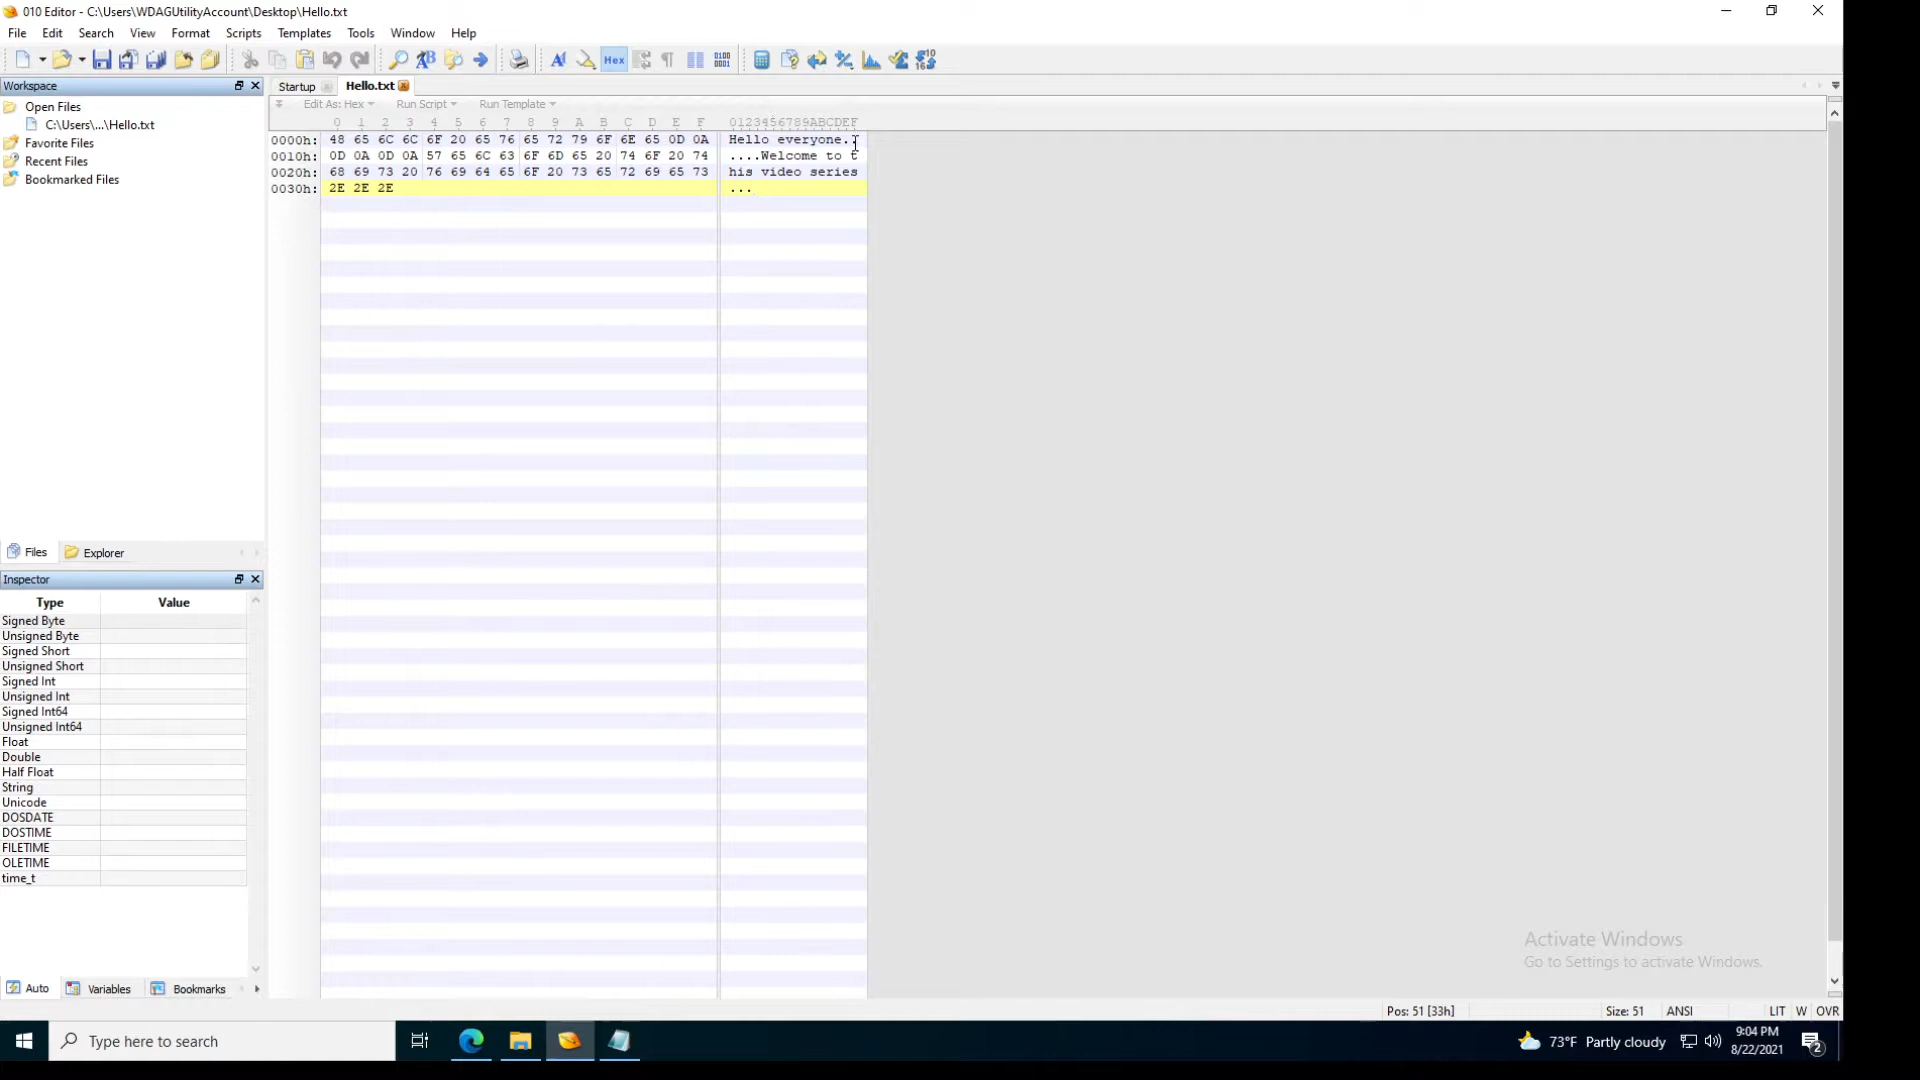 010 Editor - C:\Users\WDAGUtilityAccount\Desktop\Hello.txt
File Edit Search View Format Scripts Templates Tools Window Help
Hex
Workspace
Open Files
C:\Users\...\Hello.txt
Favorite Files
Recent Files
Bookmarked Files
Startup Hello.txt
Edit As: Hex Run Script Run Template
0 1 2 3 4 5 6 7 8 9 A B C D E F 0123456789ABCDEF
0000h: 48 65 6C 6C 6F 20 65 76 65 72 79 6F 6E 65 0D 0A Hello everyone..
0010h: 0D 0A 0D 0A 57 65 6C 63 6F 6D 65 20 74 6F 20 74 ....Welcome to t
0020h: 68 69 73 20 76 69 64 65 6F 20 73 65 72 69 65 73 his video series
0030h: 2E 2E 2E ...
Files Explorer
Inspector
Type Value
Signed Byte
Unsigned Byte
Signed Short
Unsigned Short
Signed Int
Unsigned Int
Signed Int64
Unsigned Int64
Float
Double
Half Float
String
Unicode
DOSDATE
DOSTIME
FILETIME
OLETIME
time_t
Auto Variables Bookmarks
Activate Windows
Go to Settings to activate Windows.
Pos: 51 [33h] Size: 51 ANSI LIT W OVR
Type here to search
73°F Partly cloudy
9:04 PM
8/22/2021
2